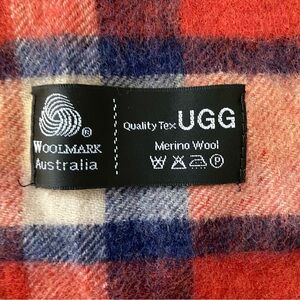 WOOLMARK
Australia
®
Quality Tex UGG
Merino Wool
P